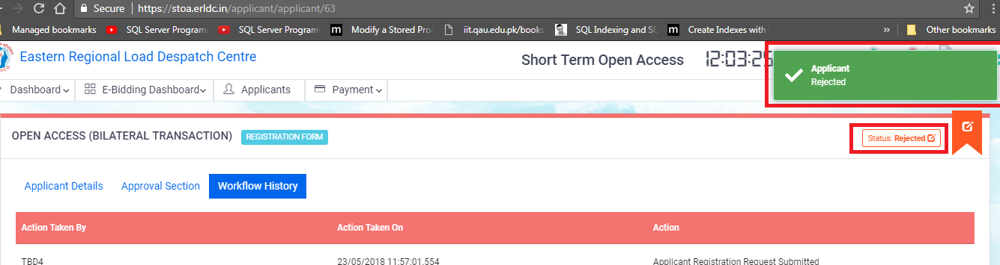 Secure https://stoa.erldc.in/applicant/applicant/63
Managed bookmarks SQL Server Program SQL Server Program m Modify a Stored Pro iit.qau.edu.pk/books SQL Indexing and SQ m Create Indexes with » Other bookmarks
Eastern Regional Load Despatch Centre Short Term Open Access 12:03:25
Applicant
Rejected
Dashboard E-Bidding Dashboard Applicants Payment
OPEN ACCESS (BILATERAL TRANSACTION) REGISTRATION FORM Status: Rejected
Applicant Details Approval Section Workflow History
Action Taken By Action Taken On Action
TBD4 23/05/2018 11:57:01.554 Applicant Registration Request Submitted